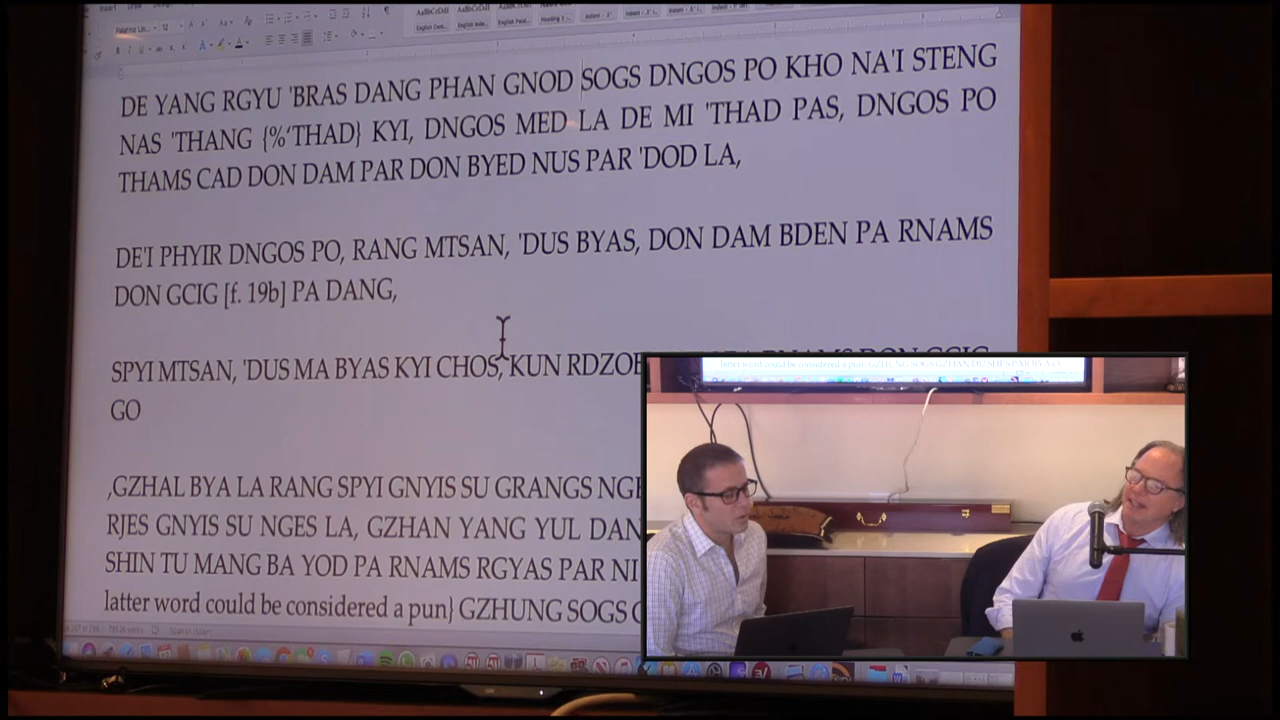 DE YANG RGYU 'BRAS DANG PHAN GNOD SOGS DNGOS PO KHO NA'I STENG
NAS 'THANG {%'THAD} KYI, DNGOS MED LA DE MI 'THAD PAS, DNGOS PO
THAMS CAD DON DAM PAR DON BYED NUS PAR 'DOD LA,
DE'I PHYIR DNGOS PO, RANG MTSAN, 'DUS BYAS, DON DAM BDEN PA RNAMS
DON GCIG [f. 19b] PA DANG,
SPYI MTSAN, 'DUS MA BYAS KYI CHOS, KUN RDZOB
GO
,GZHAL BYA LA RANG SPYI GNYIS SU GRANGS
RJES GNYIS SU NGES LA, GZHAN YANG YUL
SHIN TU MANG BA YOD PA RNAMS RGYAS PAR
latter word could be considered a pun} GZHUNG SOGS